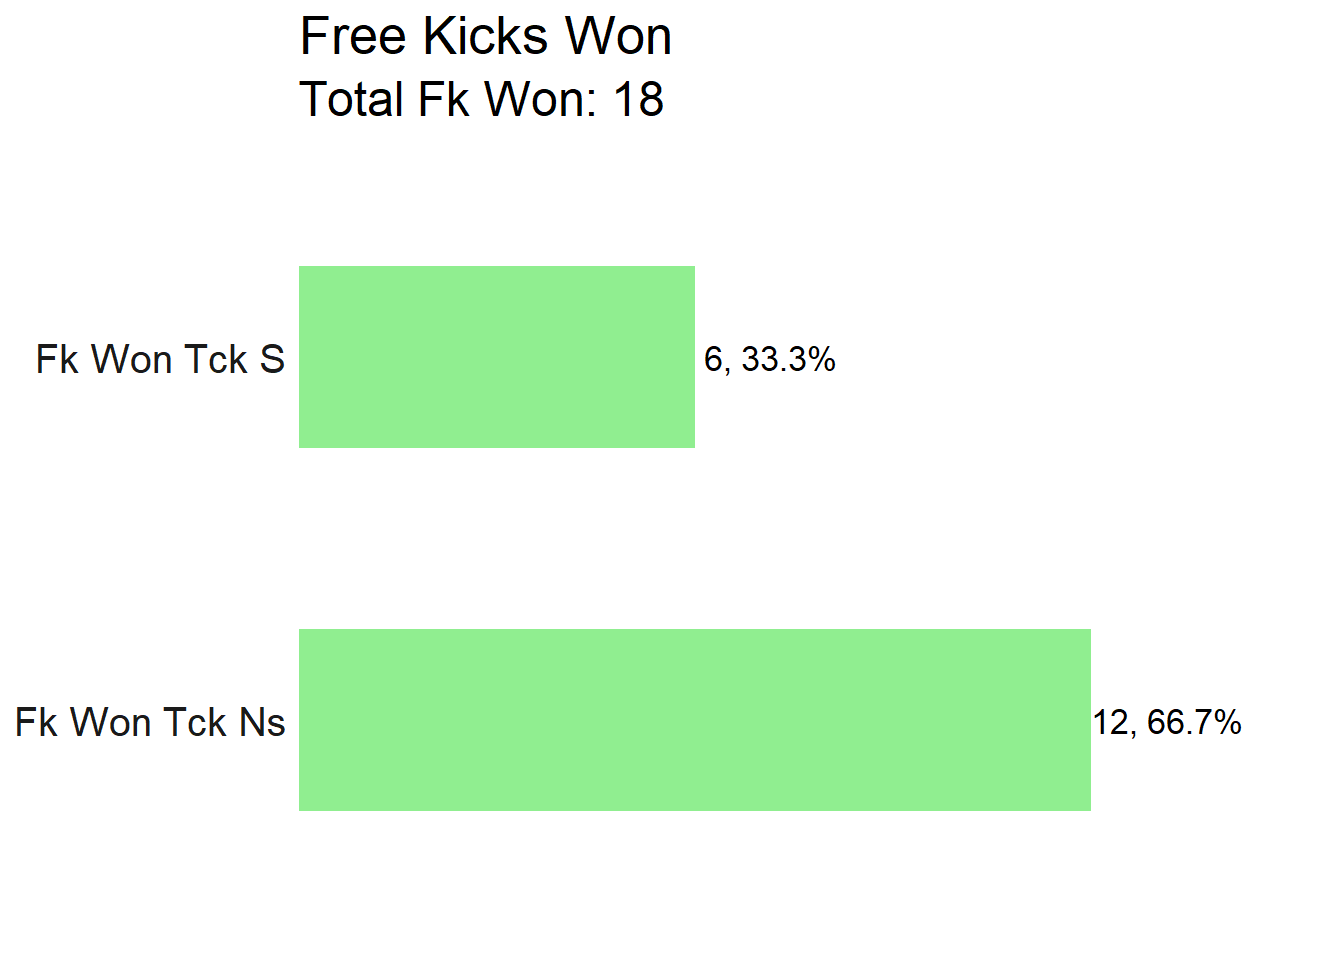 Free Kicks Won
Total Fk Won: 18
Fk Won Tck S
6, 33.3%
Fk Won Tck Ns
12, 66.7%